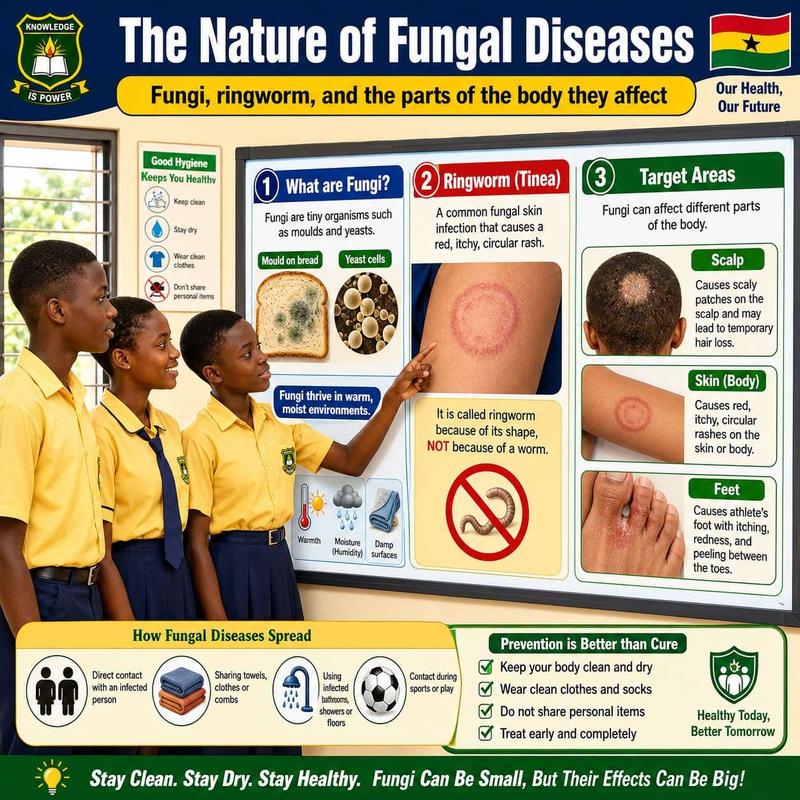 KNOWLEDGE
IS POWER
The Nature of Fungal Diseases
Fungi, ringworm, and the parts of the body they affect
Our Health,
Our Future
Good Hygiene
Keeps You Healthy
Keep clean
Stay dry
Wear clean
clothes
Don't share
personal items
1 What are Fungi?
Fungi are tiny organisms such
as moulds and yeasts.
Mould on bread
Yeast cells
Fungi thrive in warm,
moist environments.
Warmth
Moisture
(Humidity)
Damp
surfaces
2 Ringworm (Tinea)
A common fungal skin
infection that causes a
red, itchy, circular rash.
It is called ringworm
because of its shape,
NOT because of a worm.
3 Target Areas
Fungi can affect different parts
of the body.
Scalp
Causes scaly
patches on the
scalp and may
lead to temporary
hair loss.
Skin (Body)
Causes red,
itchy, circular
rashes on the
skin or body.
Feet
Causes athlete's
foot with itching,
redness, and
peeling between
the toes.
How Fungal Diseases Spread
Direct contact
with an infected
person
Sharing towels,
clothes or
combs
Using
infected
bathrooms,
showers or
floors
Contact during
sports or play
Prevention is Better than Cure
Keep your body clean and dry
Wear clean clothes and socks
Do not share personal items
Treat early and completely
Healthy Today,
Better Tomorrow
Stay Clean. Stay Dry. Stay Healthy. Fungi Can Be Small, But Their Effects Can Be Big!